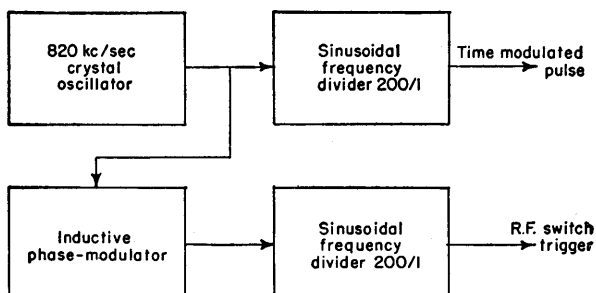 820 kc/sec
crystal
oscillator
Sinusoidal
frequency
divider 200/1
Time modulated
pulse
Inductive
phase-modulator
Sinusoidal
frequency
divider 200/1
R.F. switch
trigger